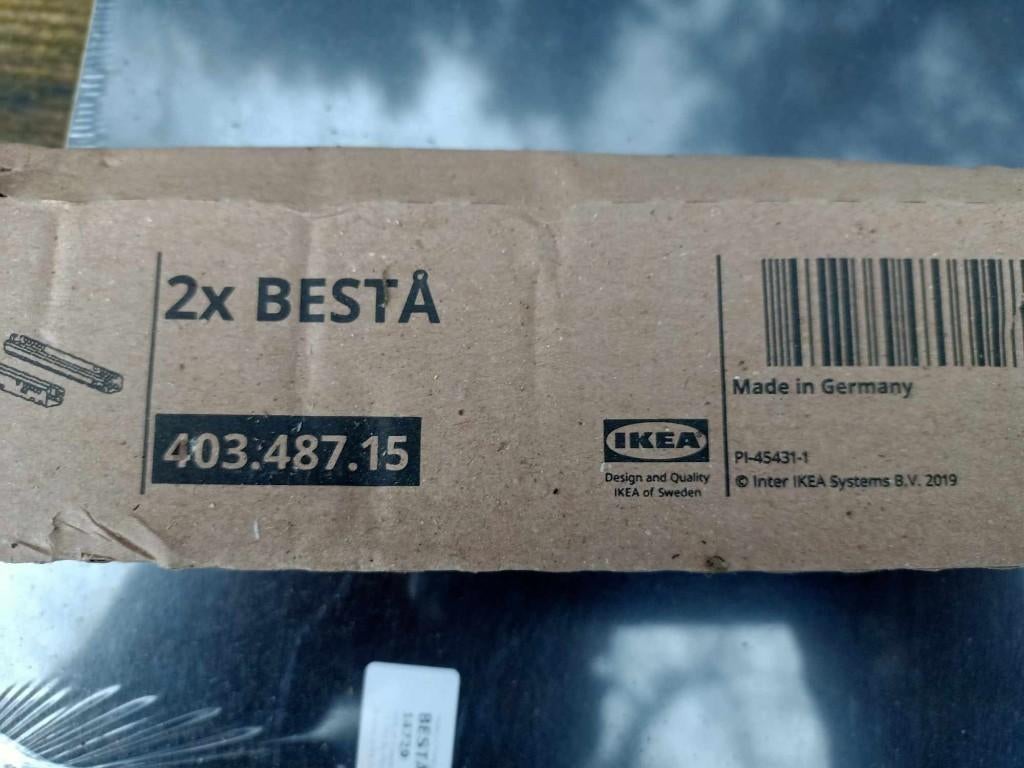 2x BESTÅ
403.487.15
IKEA
Design and Quality
IKEA of Sweden
Made in Germany
PI-45431-1
© Inter IKEA Systems B.V. 2019
BESTÅ